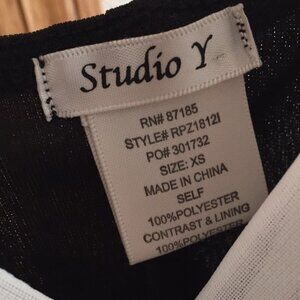 Studio Y
RN# 87185
STYLE# RPZ1812I
PO# 301732
SIZE: XS
MADE IN CHINA
SELF
100%POLYESTER
CONTRAST & LINING
100%POLYESTER